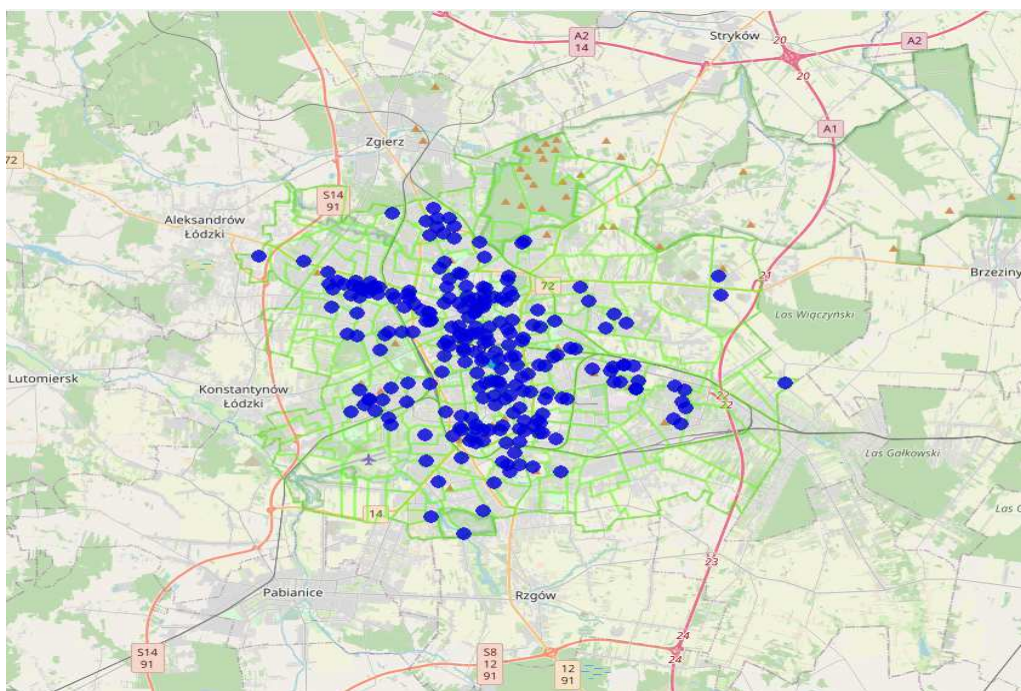 A2
14
Stryków
20
A2
20
A1
Zgierz
72
S14
91
Aleksandrów
Łódzki
72
21
Brzeziny
Las Wiączyński
Lutomiersk
Konstantynów
Łódzki
22
22
Las Gałkowski
14
23
Pabianice
Rzgów
24
24
S14
91
S8
12
91
12
91